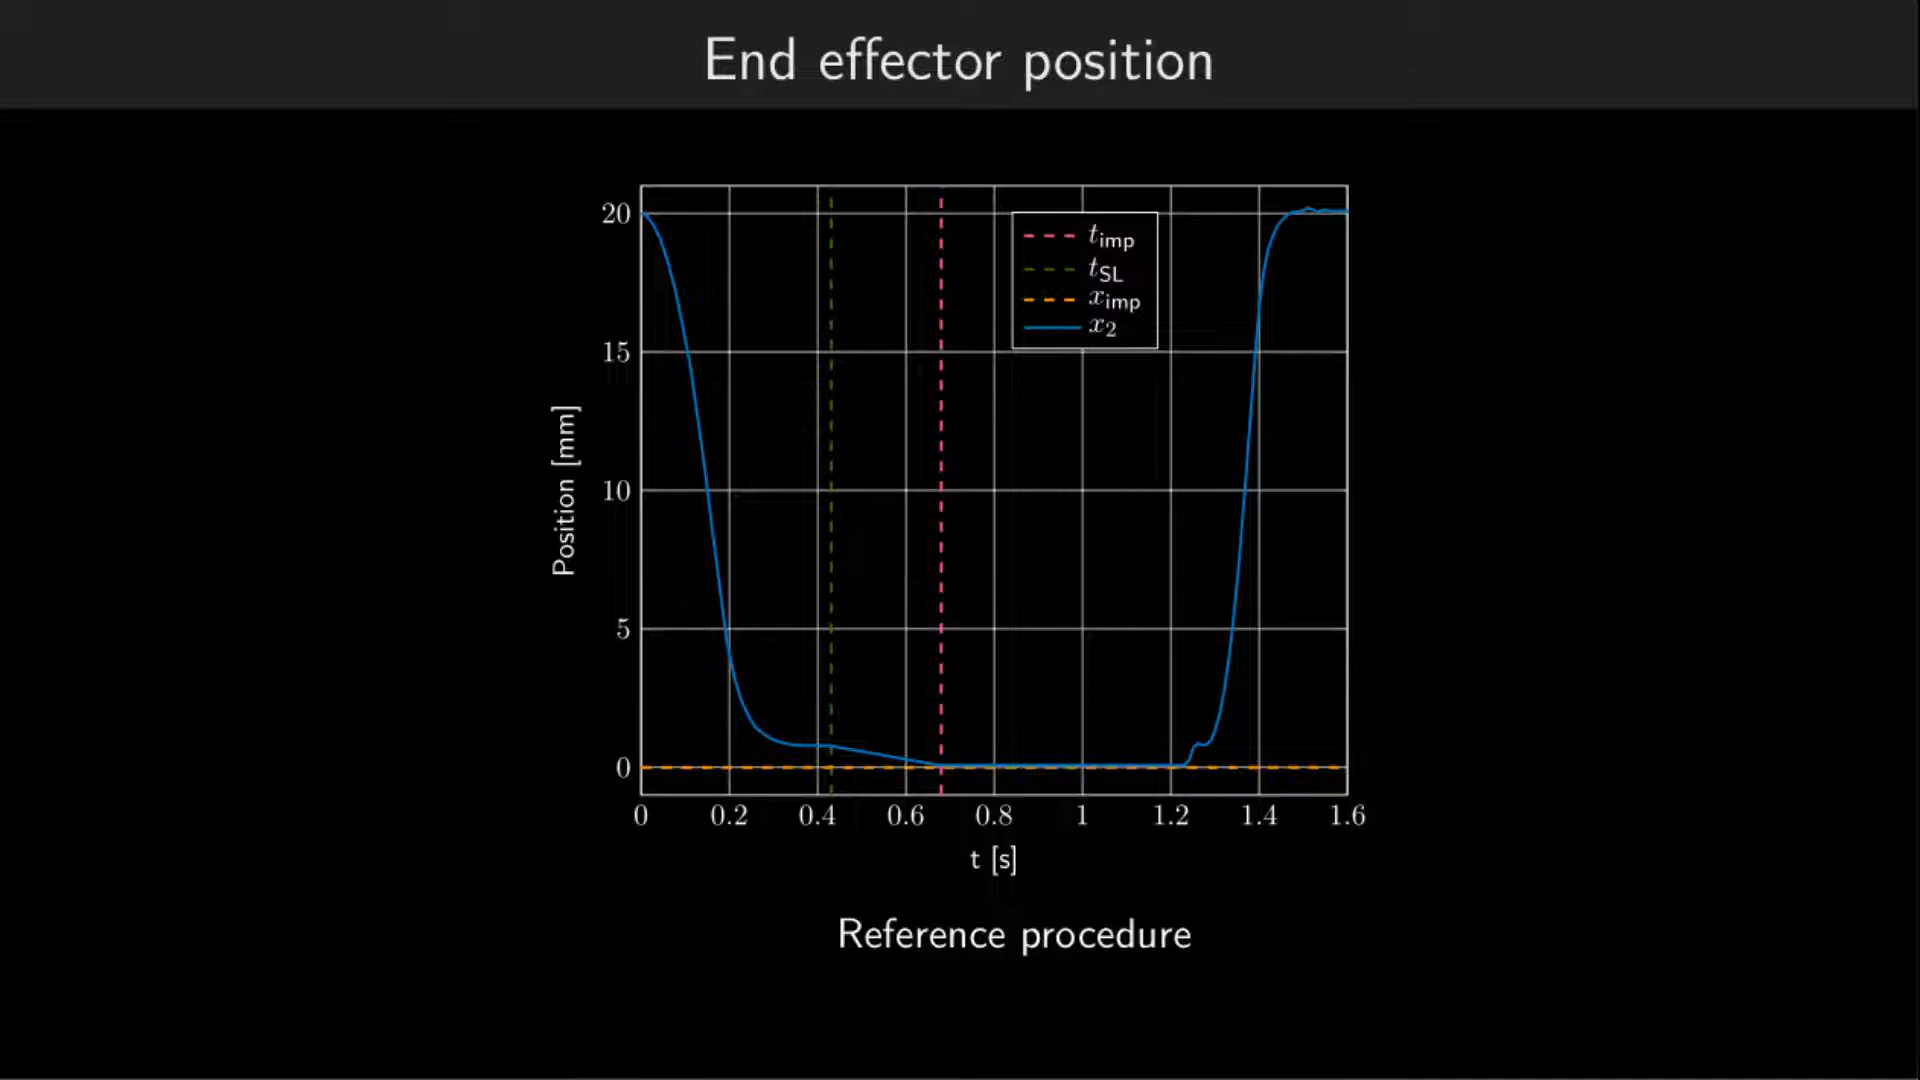 End effector position
20
15
10
5
0
Position [mm]
t_imp
t_SL
x_imp
x_2
0 0.2 0.4 0.6 0.8 1 1.2 1.4 1.6
t [s]
Reference procedure